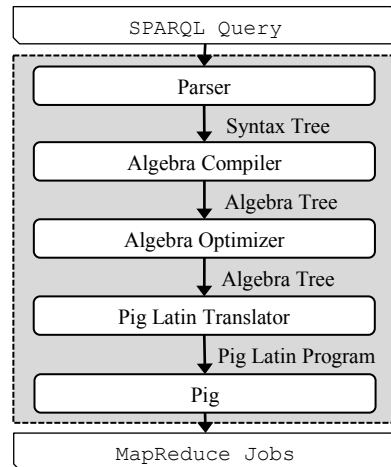 SPARQL Query
Parser
Syntax Tree
Algebra Compiler
Algebra Tree
Algebra Optimizer
Algebra Tree
Pig Latin Translator
Pig Latin Program
Pig
MapReduce Jobs